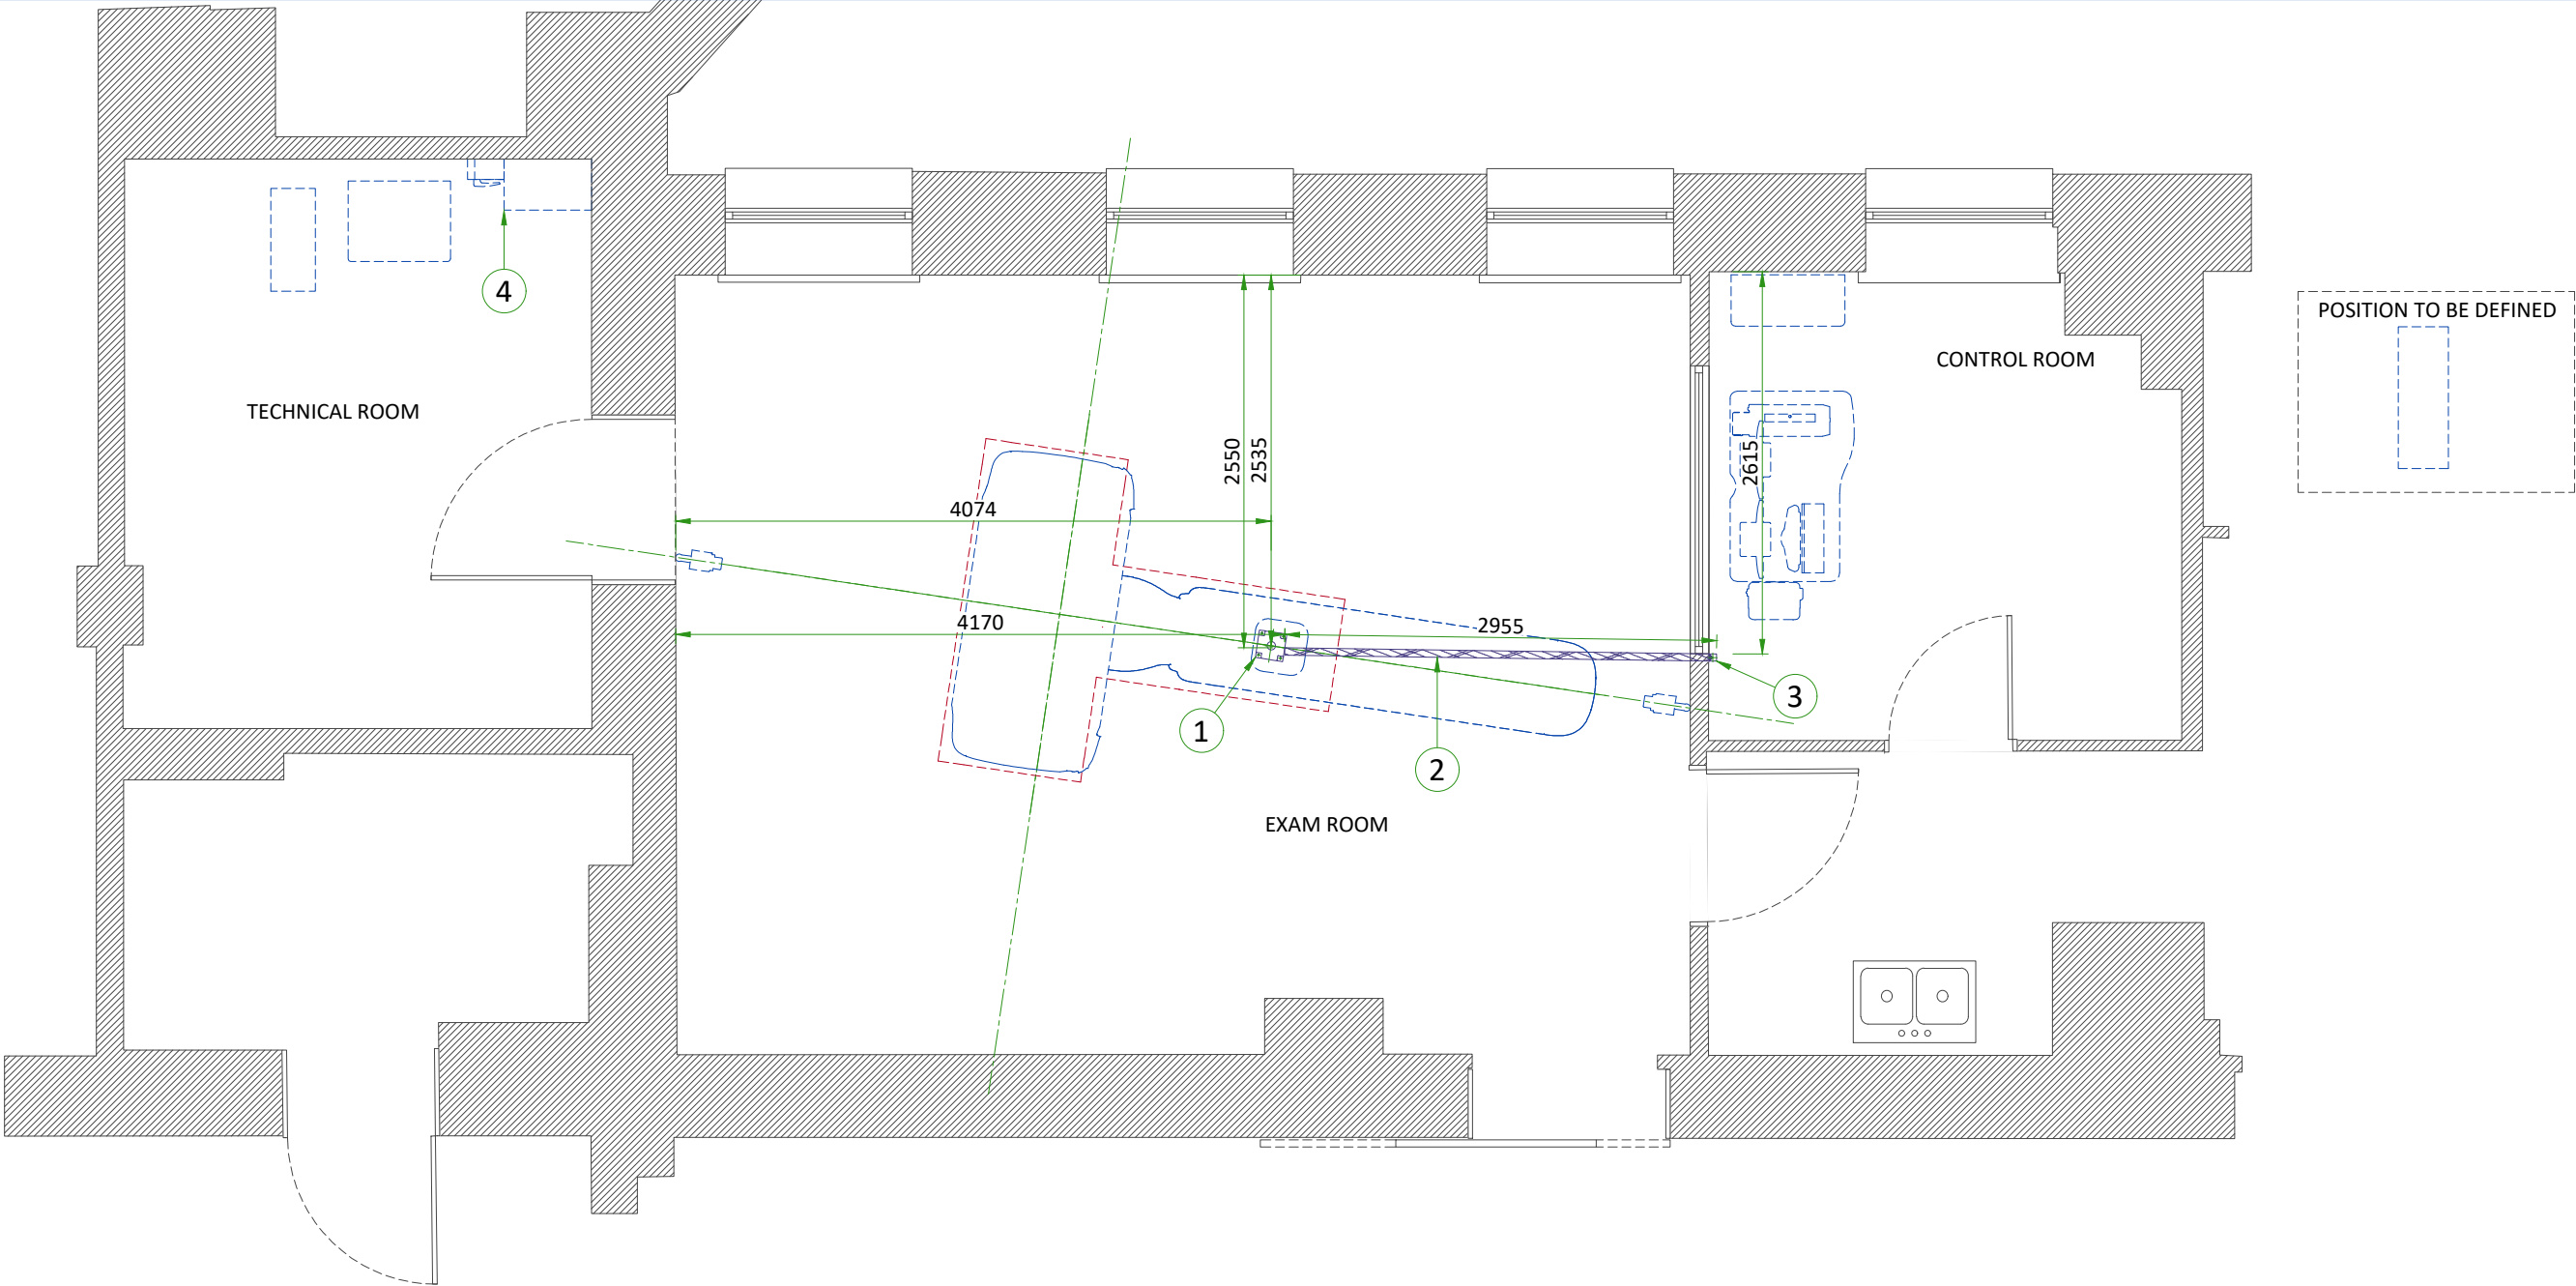 4
POSITION TO BE DEFINED
CONTROL ROOM
TECHNICAL ROOM
2550
2535
2615
4074
4170
2955
3
1
2
EXAM ROOM